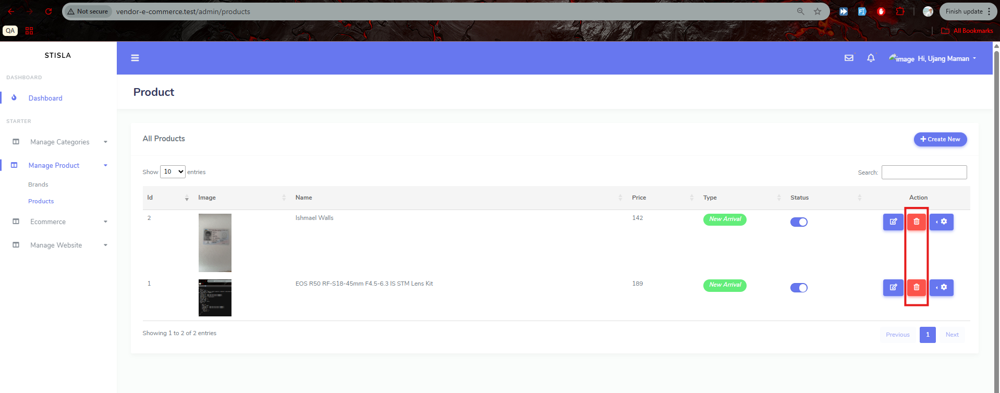 Not secure
vendor-e-commerce.test/admin/products
Finish update
QA
All Bookmarks
STISLA
Hi, Ujang Maman
image
DASHBOARD
Dashboard
STARTER
Manage Categories
Manage Product
Brands
Products
Ecommerce
Manage Website
Product
All Products
Create New
Show 10 entries
Search:
Id Image Name Price Type Status Action
2 Ishmael Walls 142 New Arrival
1 EOS R50 RF-S18-45mm F4.5-6.3 IS STM Lens Kit 189 New Arrival
Showing 1 to 2 of 2 entries
Previous 1 Next